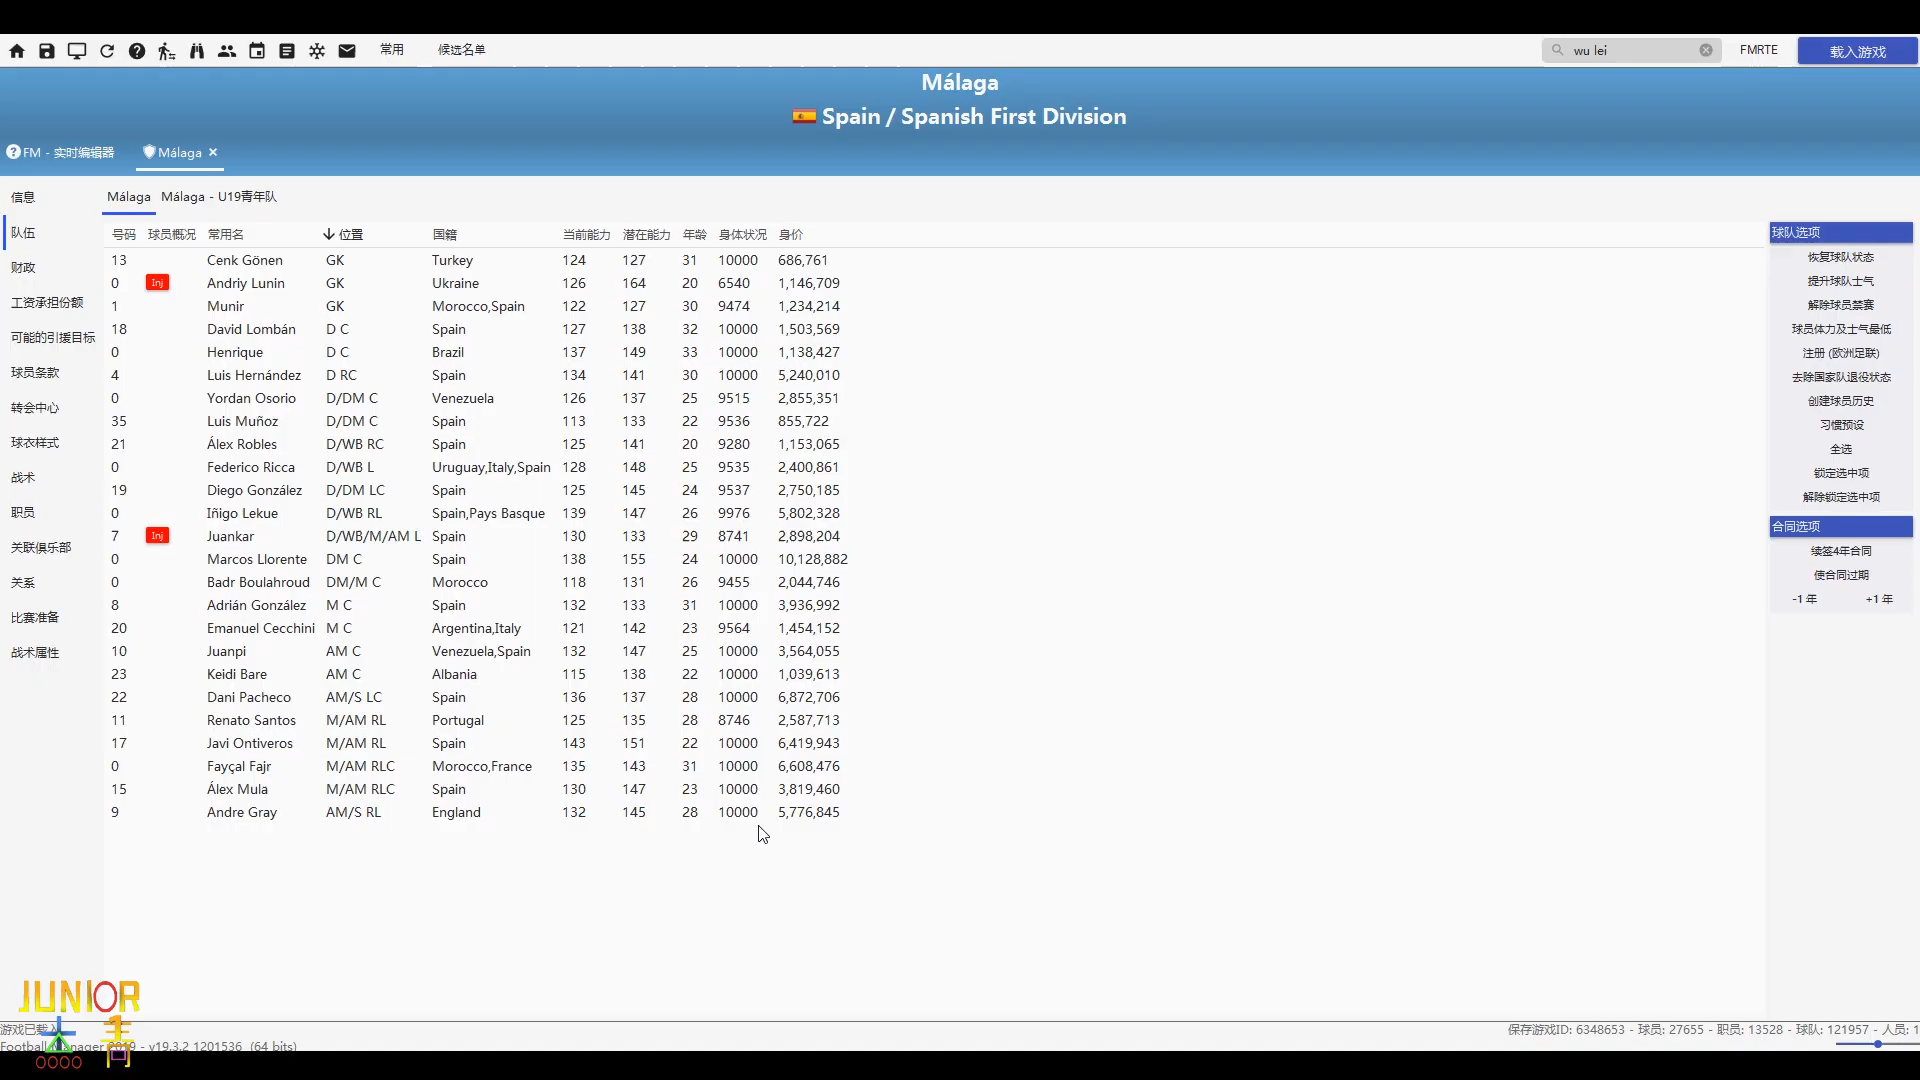 常用 候选名单 wu lei FMRTE 载入游戏
Málaga
Spain / Spanish First Division
FM - 实时编辑器 Málaga
信息
队伍
财政
工资承担份额
可能的引援目标
球员条款
转会中心
球衣样式
战术
职员
关联俱乐部
关系
比赛准备
战术属性
Málaga Málaga - U19青年队
号码 球员概况 常用名 位置 国籍 当前能力 潜在能力 年龄 身体状况 身价
13 Cenk Gönen GK Turkey 124 127 31 10000 686,761
0 Inj Andriy Lunin GK Ukraine 126 164 20 6540 1,146,709
1 Munir GK Morocco,Spain 122 127 30 9474 1,234,214
18 David Lombán D C Spain 127 138 32 10000 1,503,569
0 Henrique D C Brazil 137 149 33 10000 1,138,427
4 Luis Hernández D RC Spain 134 141 30 10000 5,240,010
0 Yordan Osorio D/DM C Venezuela 126 137 25 9515 2,855,351
35 Luis Muñoz D/DM C Spain 113 133 22 9536 855,722
21 Álex Robles D/WB RC Spain 125 141 20 9280 1,153,065
0 Federico Ricca D/WB L Uruguay,Italy,Spain 128 148 25 9535 2,400,861
19 Diego González D/DM LC Spain 125 145 24 9537 2,750,185
0 Iñigo Lekue D/WB RL Spain,Pays Basque 139 147 26 9976 5,802,328
7 Inj Juankar D/WB/M/AM L Spain 130 133 29 8741 2,898,204
0 Marcos Llorente DM C Spain 138 155 24 10000 10,128,882
0 Badr Boulahroud DM/M C Morocco 118 131 26 9455 2,044,746
8 Adrián González M C Spain 132 133 31 10000 3,936,992
20 Emanuel Cecchini M C Argentina,Italy 121 142 23 9564 1,454,152
10 Juanpi AM C Venezuela,Spain 132 147 25 10000 3,564,055
23 Keidi Bare AM C Albania 115 138 22 10000 1,039,613
22 Dani Pacheco AM/S LC Spain 136 137 28 10000 6,872,706
11 Renato Santos M/AM RL Portugal 125 135 28 8746 2,587,713
17 Javi Ontiveros M/AM RL Spain 143 151 22 10000 6,419,943
0 Fayçal Fajr M/AM RLC Morocco,France 135 143 31 10000 6,608,476
15 Álex Mula M/AM RLC Spain 130 147 23 10000 3,819,460
9 Andre Gray AM/S RL England 132 145 28 10000 5,776,845
球队选项
恢复球队状态
提升球队士气
解除球员禁赛
球员体力及士气最低
注册 (欧洲足联)
去除国家队退役状态
创建球员历史
习惯预设
全选
锁定选中项
解除锁定选中项
合同选项
续签4年合同
使合同过期
-1 年 +1 年
JUNIOR
游戏已载入
保存游戏ID: 6348653 - 球员: 27655 - 职员: 13528 - 球队: 121957 - 人员: 1
Football Manager 2019 - v19.3.2 1201536 (64 bits)